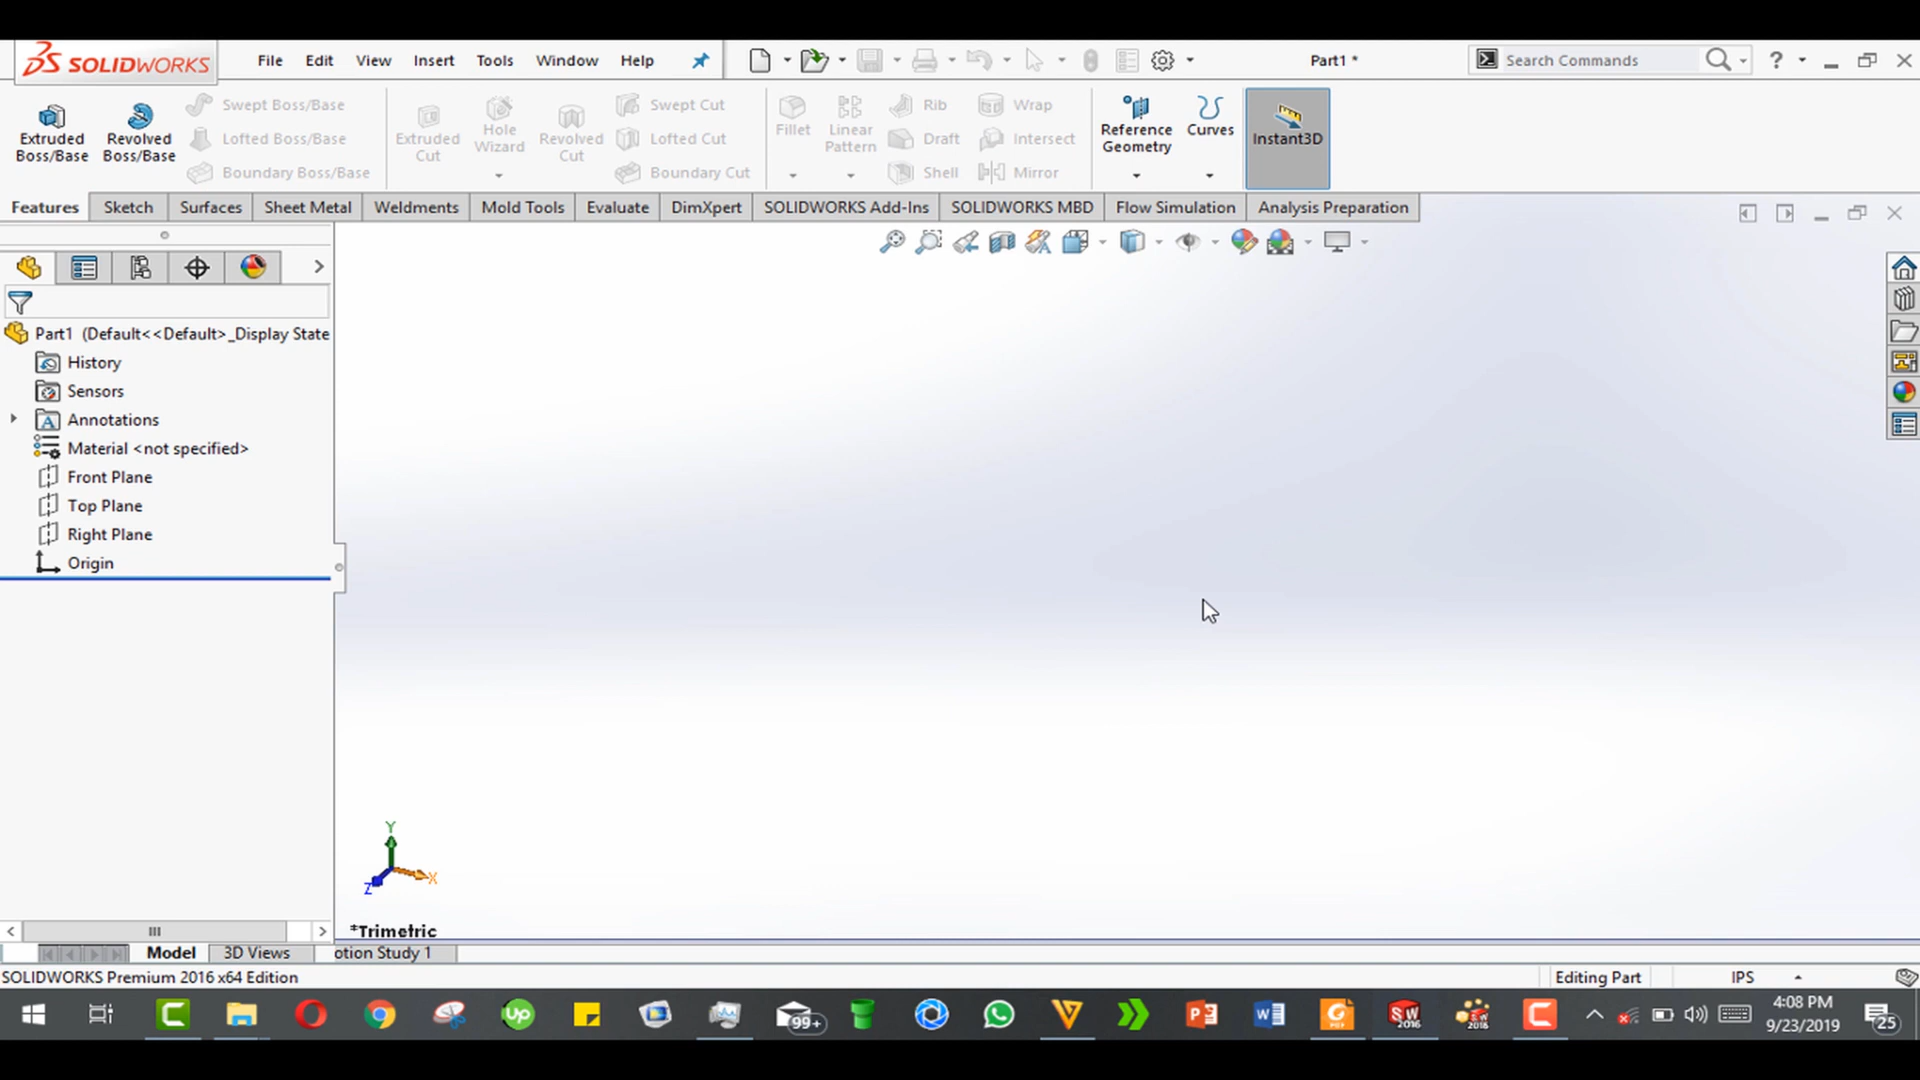 SOLIDWORKS File Edit View Insert Tools Window Help Part1 * Search Commands ?
Extruded Boss/Base
Revolved Boss/Base
Swept Boss/Base
Lofted Boss/Base
Boundary Boss/Base
Extruded Cut
Hole Wizard
Revolved Cut
Swept Cut
Lofted Cut
Boundary Cut
Fillet
Linear Pattern
Rib
Draft
Shell
Wrap
Intersect
Mirror
Reference Geometry
Curves
Instant3D
Features Sketch Surfaces Sheet Metal Weldments Mold Tools Evaluate DimXpert SOLIDWORKS Add-Ins SOLIDWORKS MBD Flow Simulation Analysis Preparation
Part1 (Default<<Default>_Display State
History
Sensors
Annotations
Material <not specified>
Front Plane
Top Plane
Right Plane
Origin
Y
X
Z
*Trimetric
Model 3D Views otion Study 1
SOLIDWORKS Premium 2016 x64 Edition Editing Part IPS
99+
SW 2016
2016
4:08 PM
9/23/2019
25